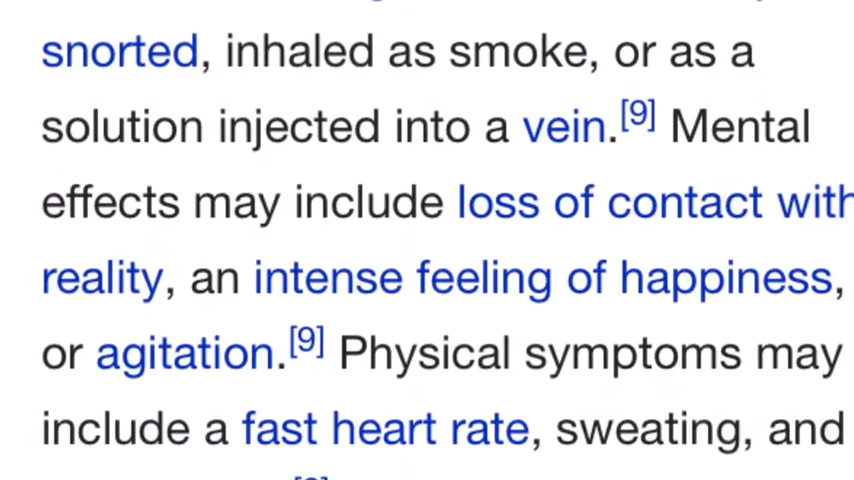 snorted, inhaled as smoke, or as a
solution injected into a vein.[9] Mental
effects may include loss of contact with
reality, an intense feeling of happiness,
or agitation.[9] Physical symptoms may
include a fast heart rate, sweating, and